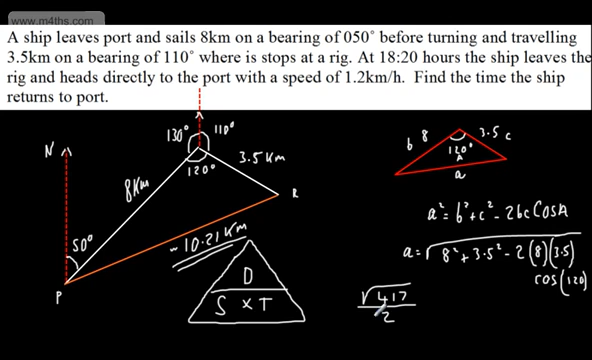 www.m4ths.com
A ship leaves port and sails 8km on a bearing of 050° before turning and travelling
3.5km on a bearing of 110° where is stops at a rig. At 18:20 hours the ship leaves the
rig and heads directly to the port with a speed of 1.2km/h. Find the time the ship
returns to port.
N
130°
110°
120°
8Km
3.5 Km
R
50°
~10.21 Km
P
D
S × T
b 8
3.5 c
120°
A
a
a² = b² + c² - 2bc CosA
a = √8² + 3.5² - 2(8)(3.5)
cos(120)
√417
2